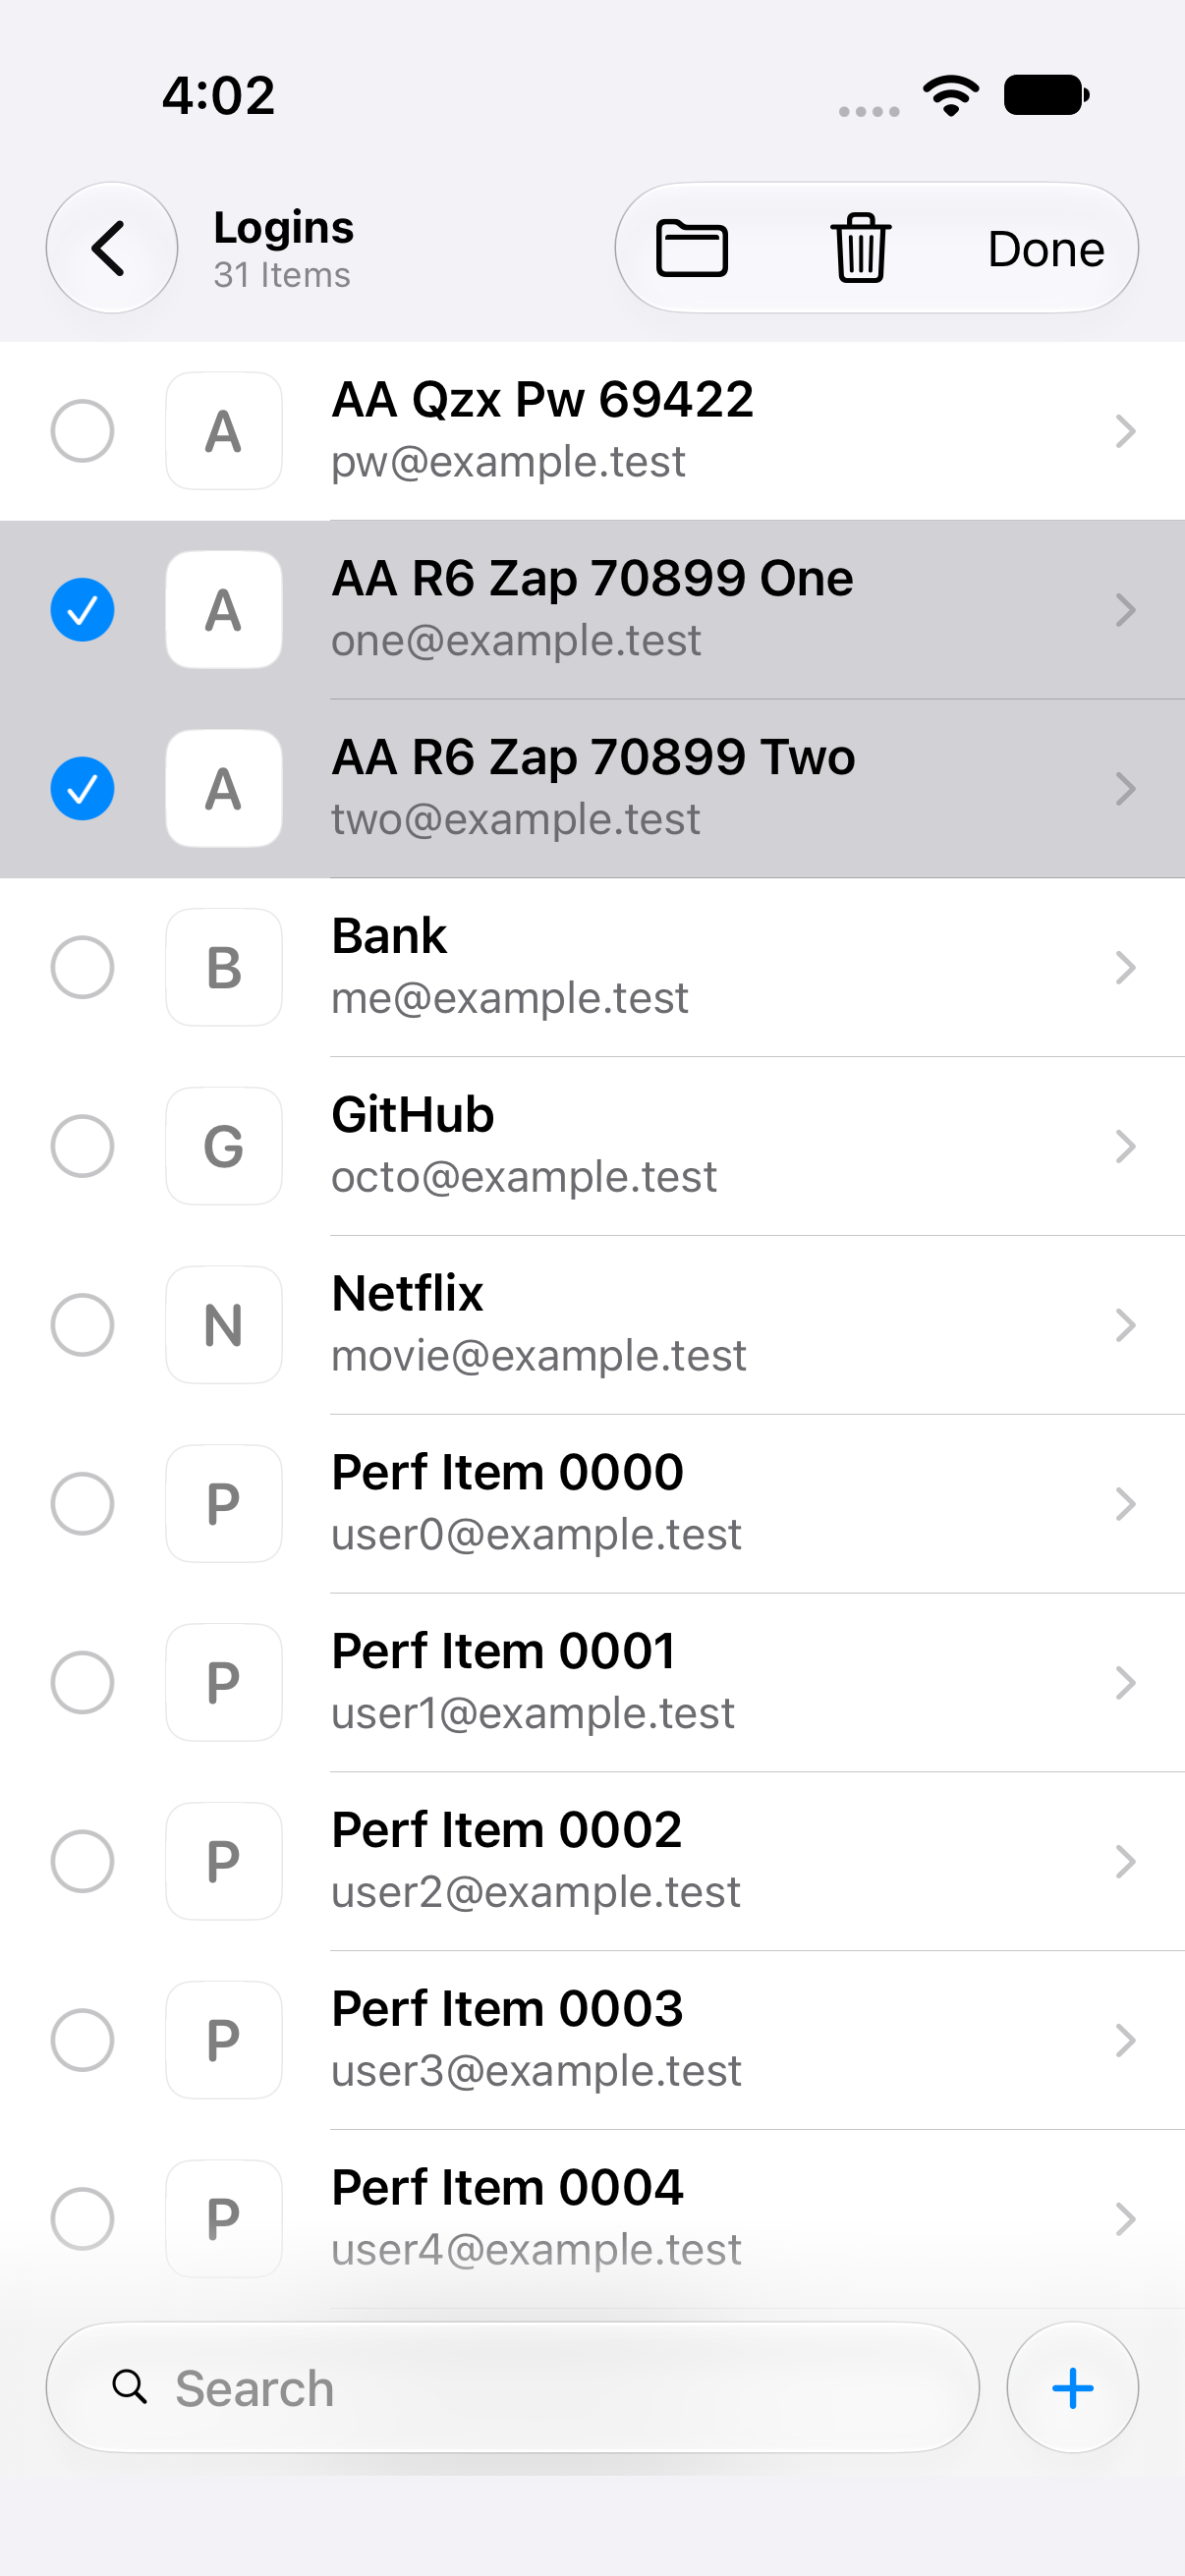 4:02
Logins
31 Items
Done
A
AA Qzx Pw 69422
pw@example.test
A
AA R6 Zap 70899 One
one@example.test
A
AA R6 Zap 70899 Two
two@example.test
B
Bank
me@example.test
G
GitHub
octo@example.test
N
Netflix
movie@example.test
P
Perf Item 0000
user0@example.test
P
Perf Item 0001
user1@example.test
P
Perf Item 0002
user2@example.test
P
Perf Item 0003
user3@example.test
P
Perf Item 0004
user4@example.test
Search